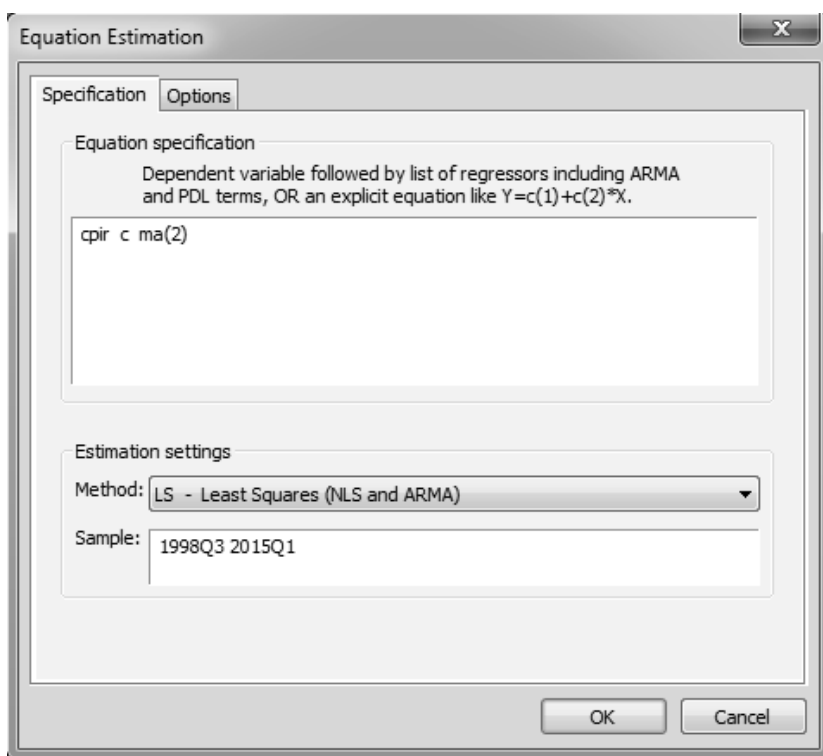 Equation Estimation
Specification Options
Equation specification
Dependent variable followed by list of regressors including ARMA
and PDL terms, OR an explicit equation like Y=c(1)+c(2)*X.
cpir c ma(2)
Estimation settings
Method: LS - Least Squares (NLS and ARMA)
Sample: 1998Q3 2015Q1
OK Cancel